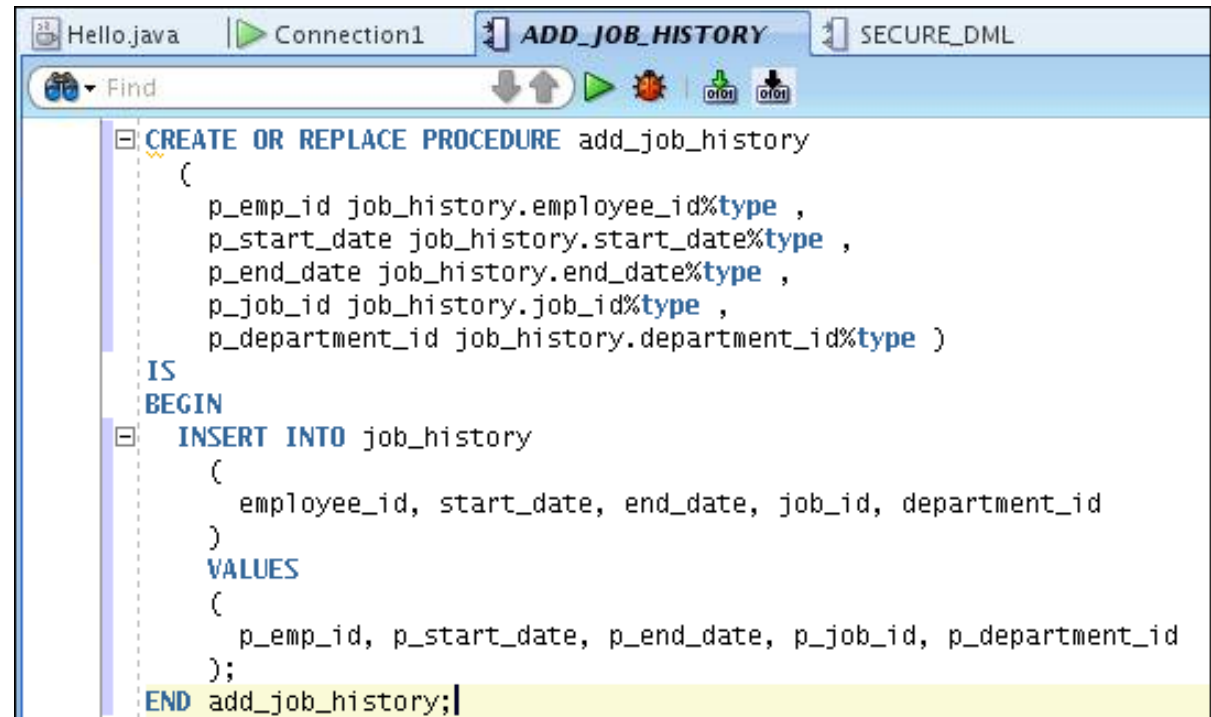 Hello.java Connection1 ADD_JOB_HISTORY SECURE_DML
Find
CREATE OR REPLACE PROCEDURE add_job_history
(
p_emp_id job_history.employee_id%type ,
p_start_date job_history.start_date%type ,
p_end_date job_history.end_date%type ,
p_job_id job_history.job_id%type ,
p_department_id job_history.department_id%type )
IS
BEGIN
INSERT INTO job_history
(
employee_id, start_date, end_date, job_id, department_id
)
VALUES
(
p_emp_id, p_start_date, p_end_date, p_job_id, p_department_id
);
END add_job_history;